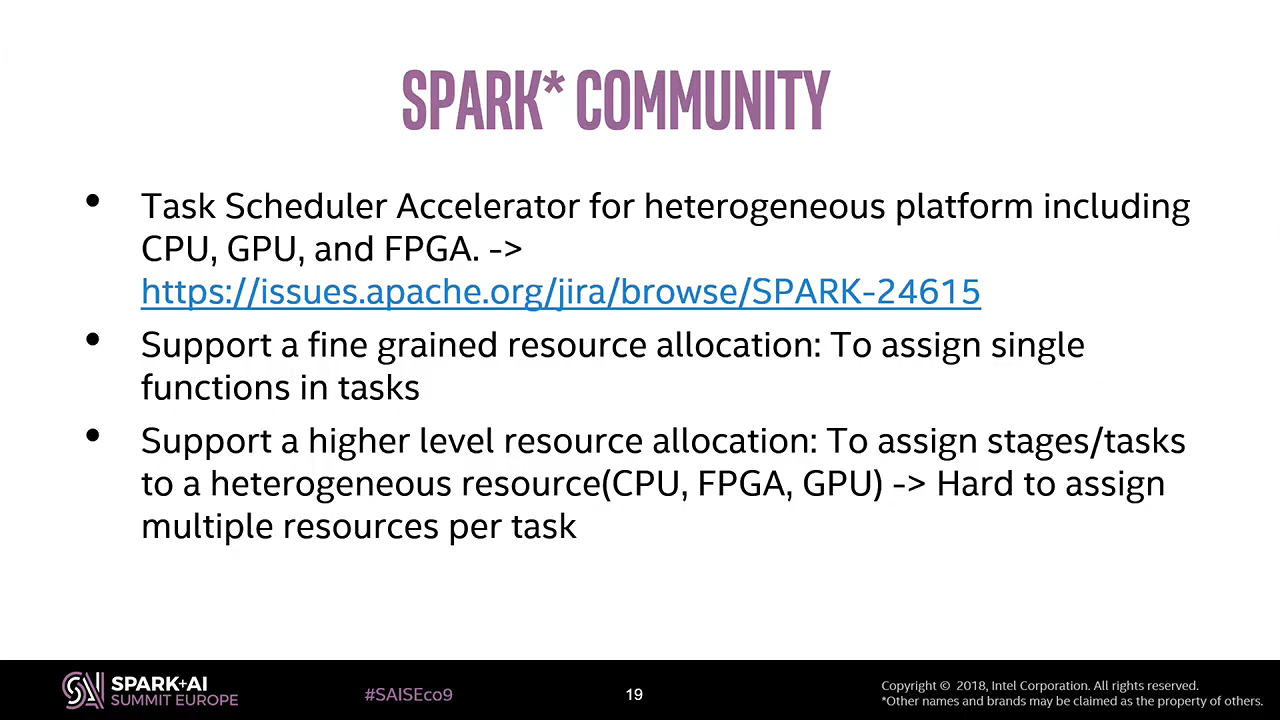 SPARK* COMMUNITY
• Task Scheduler Accelerator for heterogeneous platform including
CPU, GPU, and FPGA. ->
https://issues.apache.org/jira/browse/SPARK-24615
• Support a fine grained resource allocation: To assign single
functions in tasks
• Support a higher level resource allocation: To assign stages/tasks
to a heterogeneous resource(CPU, FPGA, GPU) -> Hard to assign
multiple resources per task
SPARK+AI
SUMMIT EUROPE
#SAISEco9
19
Copyright © 2018, Intel Corporation. All rights reserved.
*Other names and brands may be claimed as the property of others.